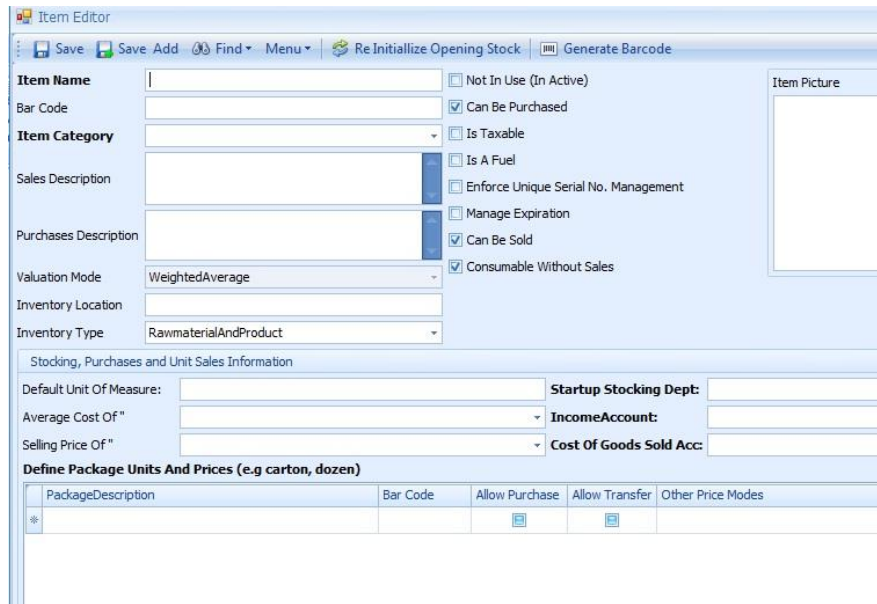 Item Editor
Save Save Add Find Menu Re Initiallize Opening Stock Generate Barcode
Item Name
Bar Code
Item Category
Sales Description
Purchases Description
Valuation Mode WeightedAverage
Inventory Location
Inventory Type RawmaterialAndProduct
Not In Use (In Active)
Can Be Purchased
Is Taxable
Is A Fuel
Enforce Unique Serial No. Management
Manage Expiration
Can Be Sold
Consumable Without Sales
Item Picture
Stocking, Purchases and Unit Sales Information
Default Unit Of Measure: Startup Stocking Dept:
Average Cost Of " IncomeAccount:
Selling Price Of " Cost Of Goods Sold Acc:
Define Package Units And Prices (e.g carton, dozen)
PackageDescription Bar Code Allow Purchase Allow Transfer Other Price Modes